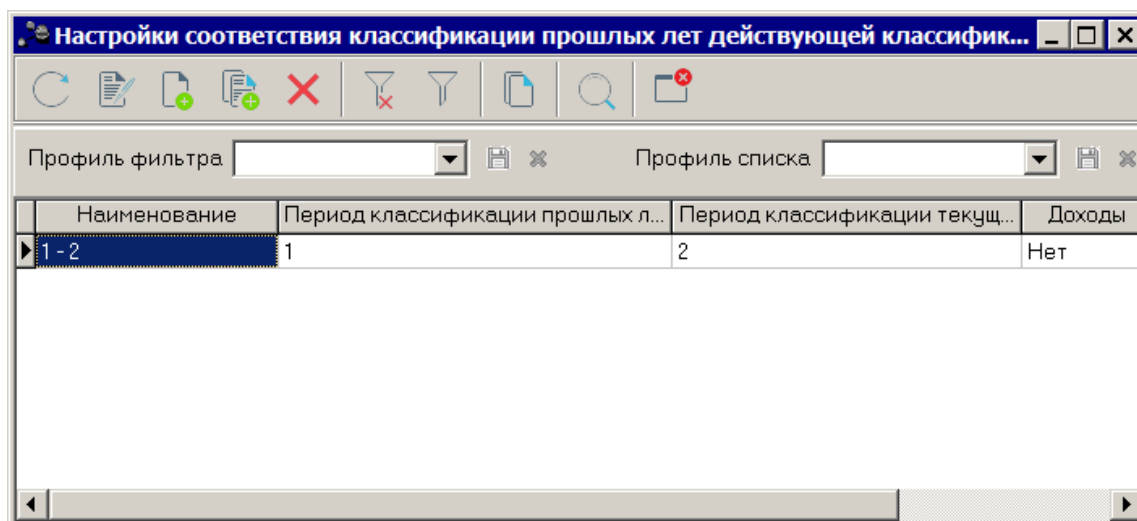 Настройки соответствия классификации прошлых лет действующей классифик...
Профиль фильтра Профиль списка
Наименование Период классификации прошлых л... Период классификации текущ... Доходы
1 - 2 1 2 Нет